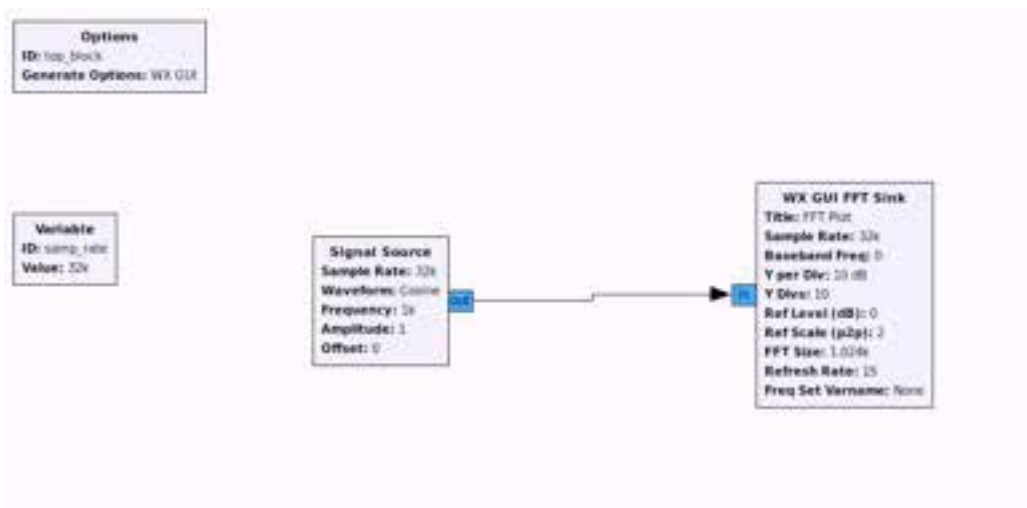 Options
ID: top_block
Generate Options: WX GUI
Variable
ID: samp_rate
Value: 32k
Signal Source
Sample Rate: 32k
Waveform: Cosine
Frequency: 1k
Amplitude: 1
Offset: 0
out
WX GUI FFT Sink
Title: FFT Plot
Sample Rate: 32k
Baseband Freq: 0
Y per Div: 10 dB
in
Y Divs: 10
Ref Level (dB): 0
Ref Scale (p2p): 2
FFT Size: 1.024k
Refresh Rate: 15
Freq Set Varname: None